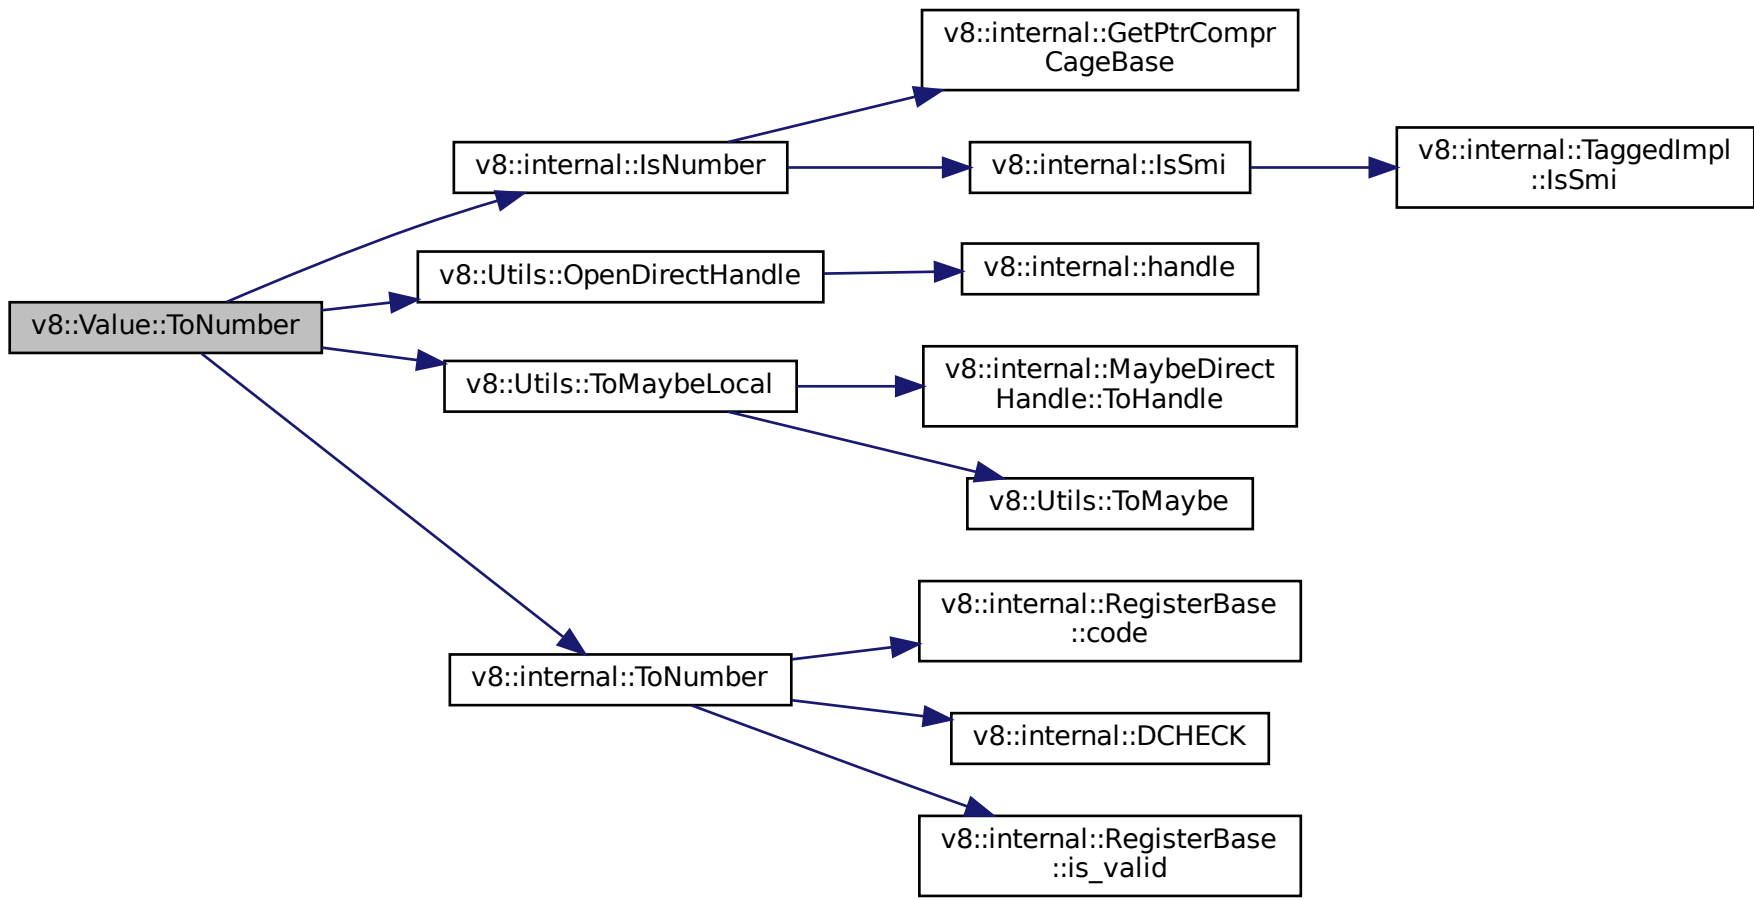 v8::Value::ToNumber
v8::internal::IsNumber
v8::internal::GetPtrCompr
CageBase
v8::internal::IsSmi
v8::internal::TaggedImpl
::IsSmi
v8::Utils::OpenDirectHandle
v8::internal::handle
v8::Utils::ToMaybeLocal
v8::internal::MaybeDirect
Handle::ToHandle
v8::Utils::ToMaybe
v8::internal::ToNumber
v8::internal::RegisterBase
::code
v8::internal::DCHECK
v8::internal::RegisterBase
::is_valid